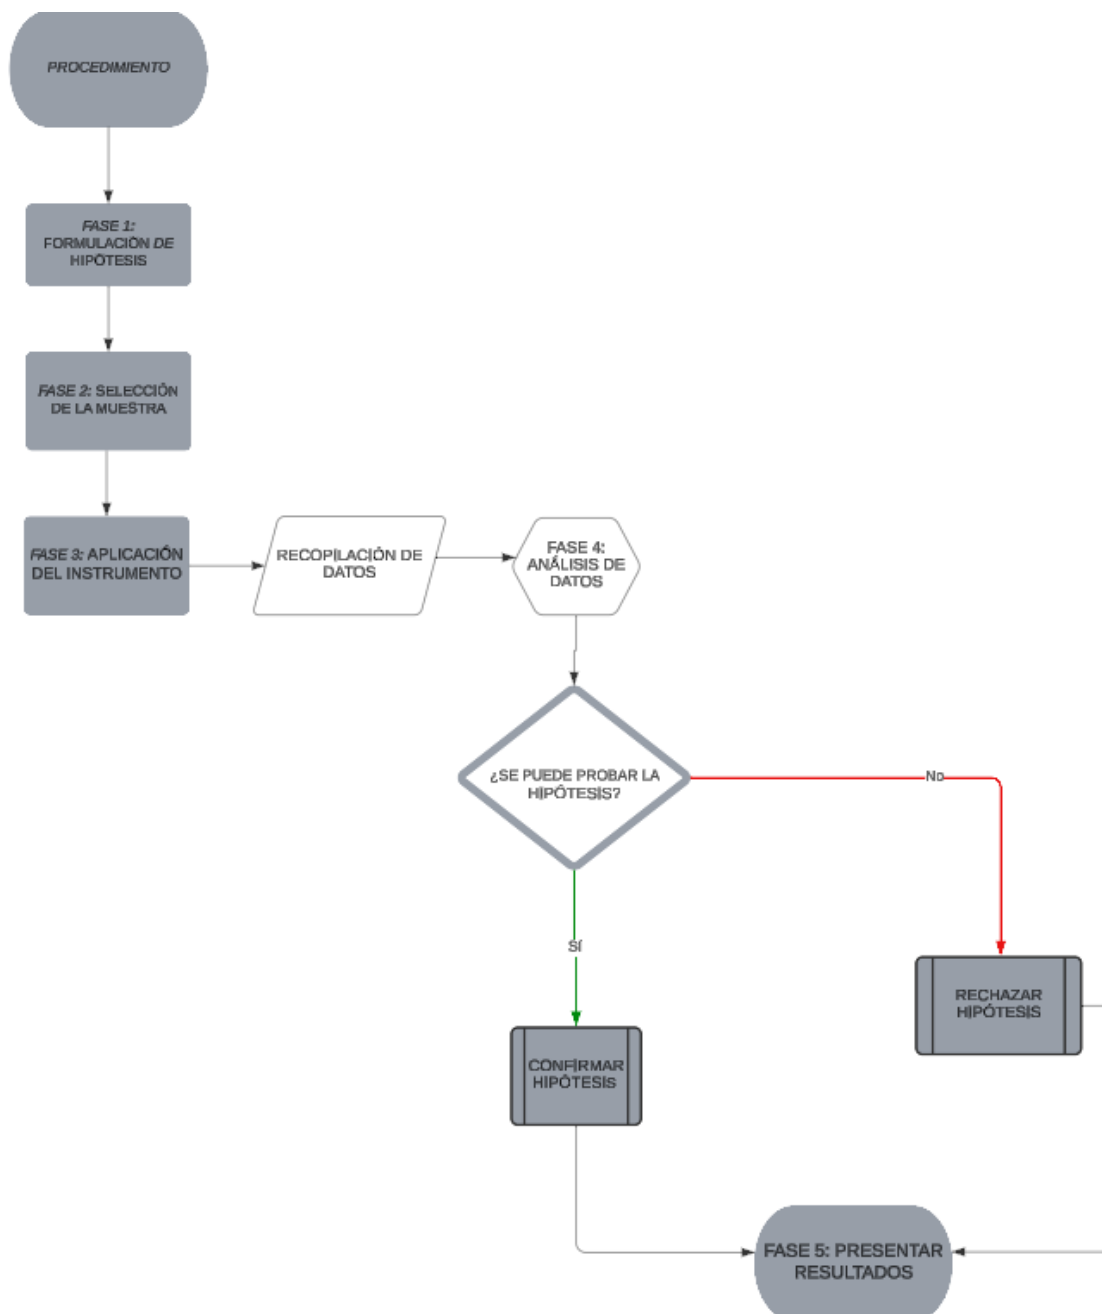 PROCEDIMIENTO
FASE 1:
FORMULACIÓN DE
HIPÓTESIS
FASE 2: SELECCIÓN
DE LA MUESTRA
FASE 3: APLICACIÓN
DEL INSTRUMENTO
RECOPILACIÓN DE
DATOS
FASE 4:
ANÁLISIS DE
DATOS
¿SE PUEDE PROBAR LA
HIPÓTESIS?
No
Sí
RECHAZAR
HIPÓTESIS
CONFIRMAR
HIPÓTESIS
FASE 5: PRESENTAR
RESULTADOS